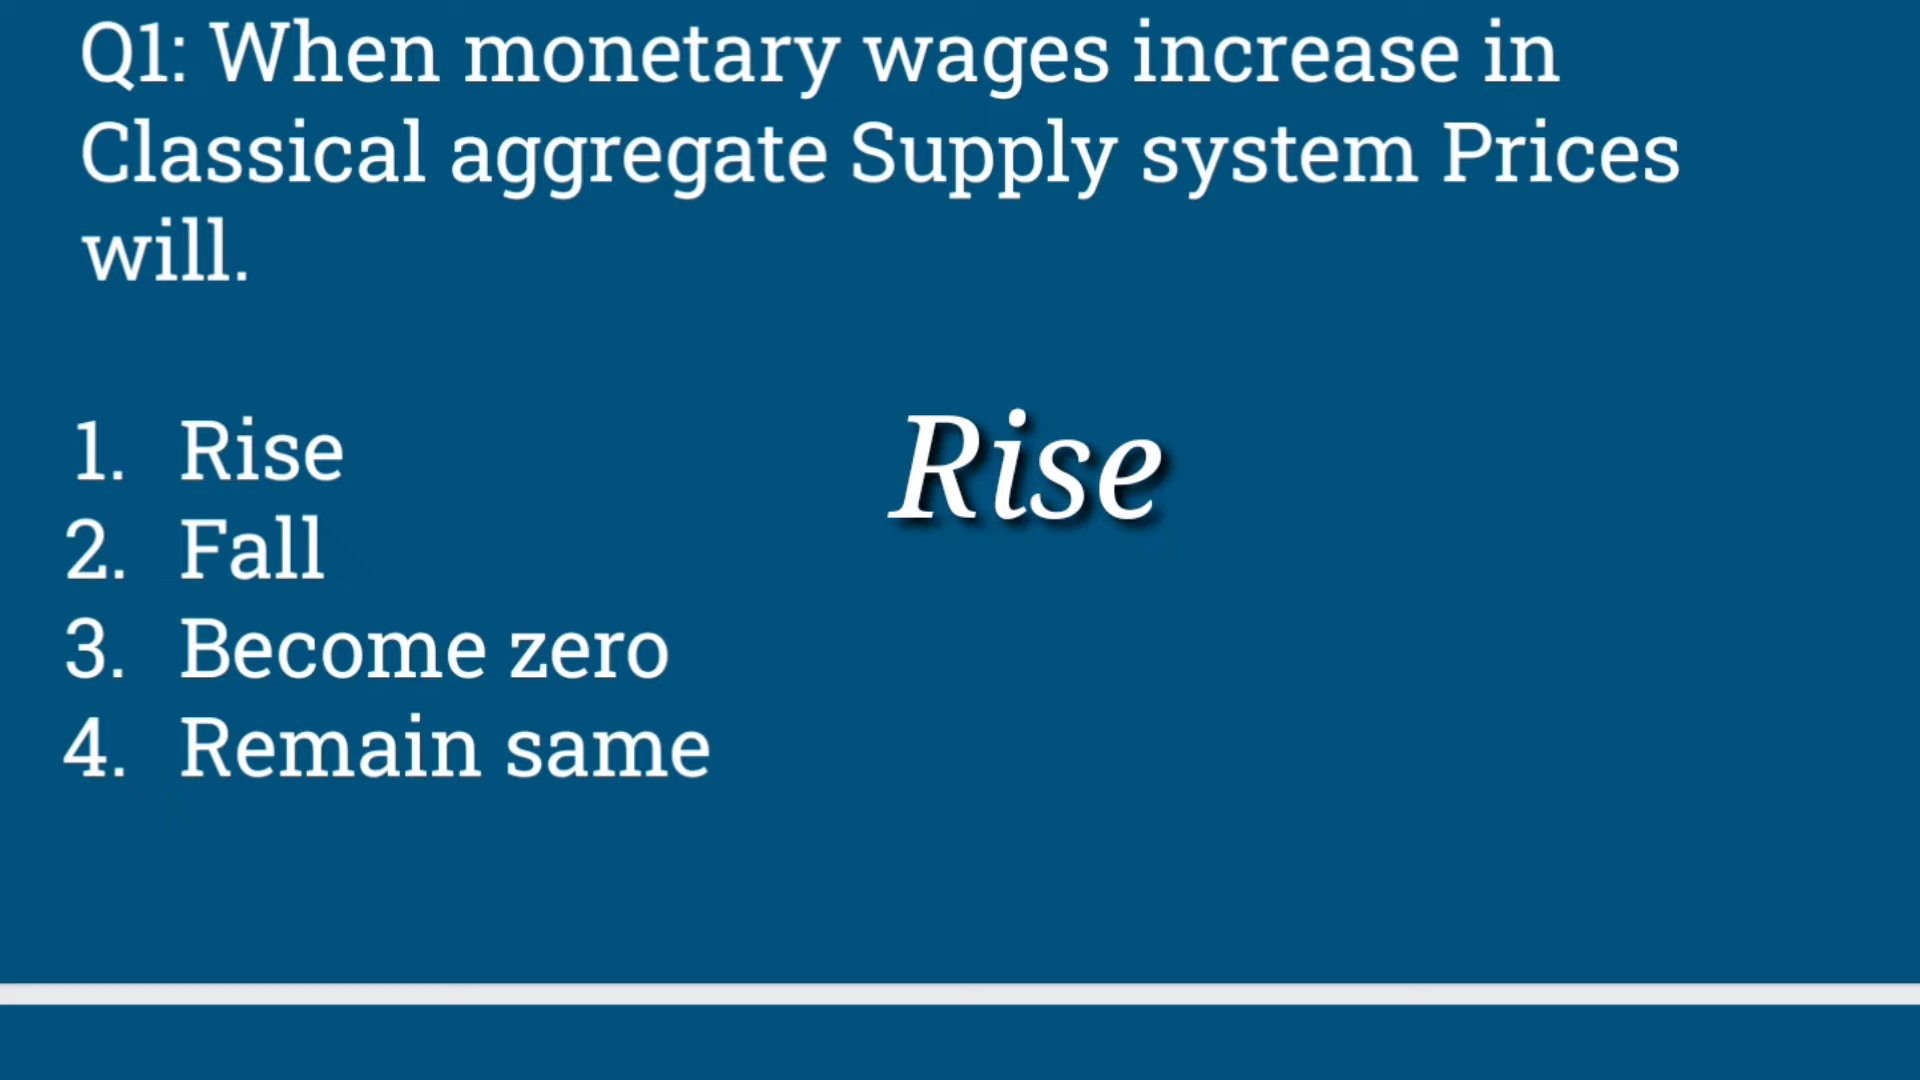 Q1: When monetary wages increase in
Classical aggregate Supply system Prices
will.
1. Rise
Rise
2. Fall
3. Become zero
4. Remain same